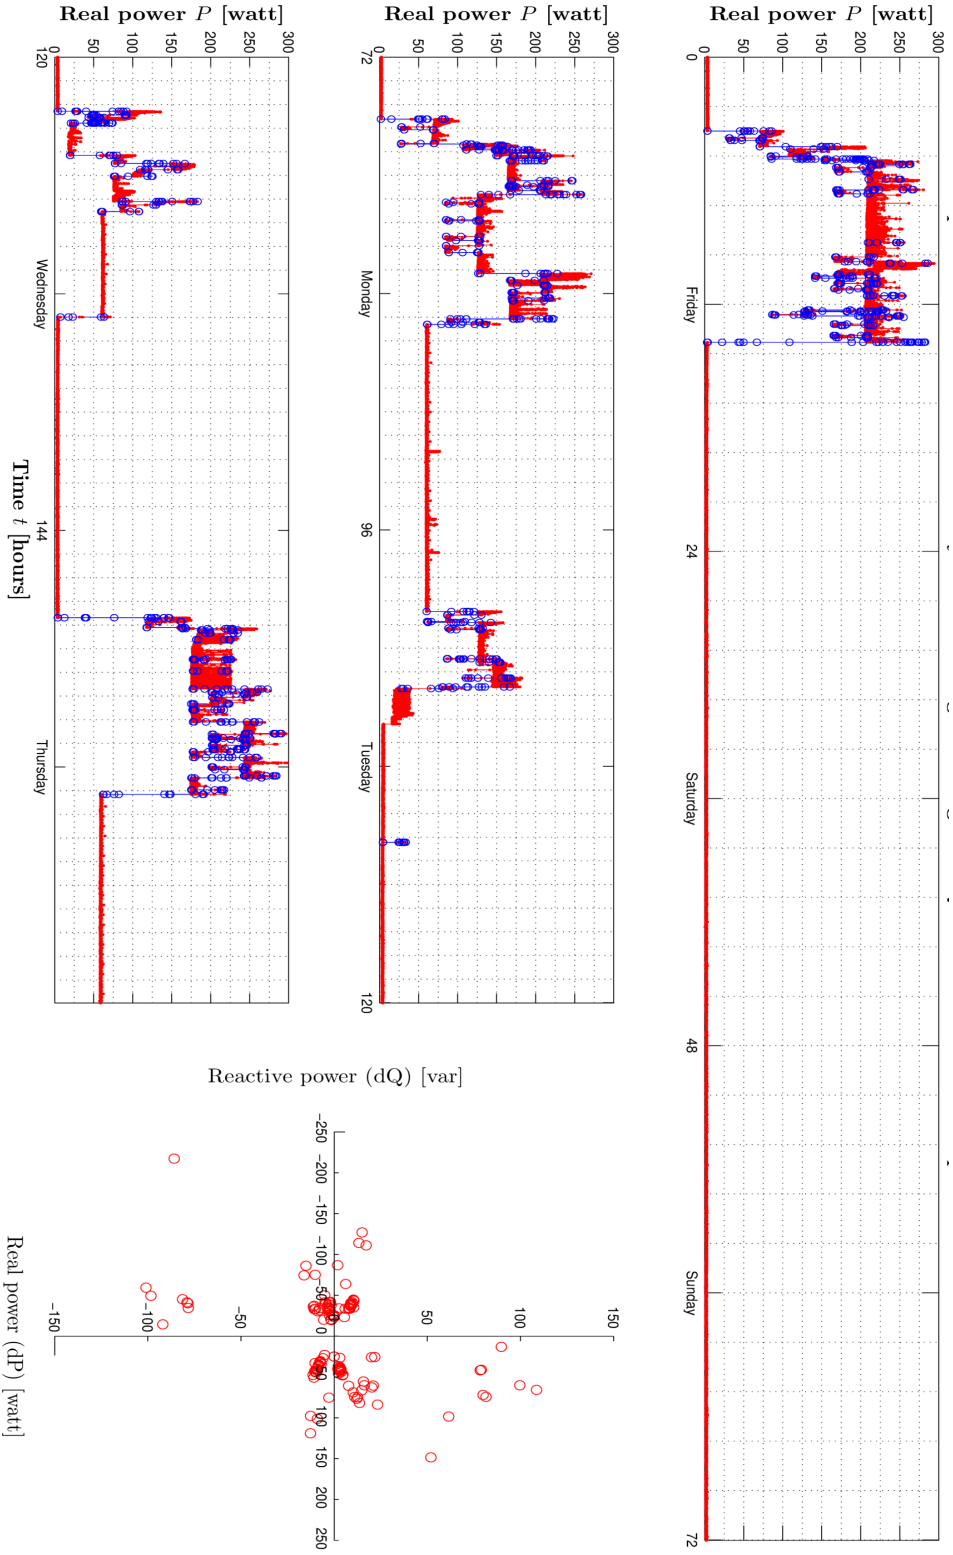 Real power P [watt]
0 50 100 150 200 250 300
0 Friday 24 Saturday 48 Sunday 72
Real power P [watt]
0 50 100 150 200 250 300
72 Monday 96 Tuesday 120
Real power P [watt]
0 50 100 150 200 250 300
120 Wednesday 144 Thursday
Time t [hours]
Reactive power (dQ) [var]
−150 −100 −50 50 100 150
−250 −200 −150 −100 −50 0 50 100 150 200 250
Real power (dP) [watt]